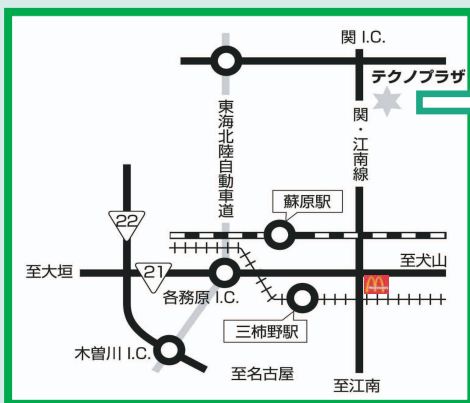 関 I.C.
テクノプラザ
東海北陸自動車道
関・江南線
蘇原駅
22
至大垣
21
至犬山
各務原 I.C.
三柿野駅
木曽川 I.C.
至名古屋
至江南